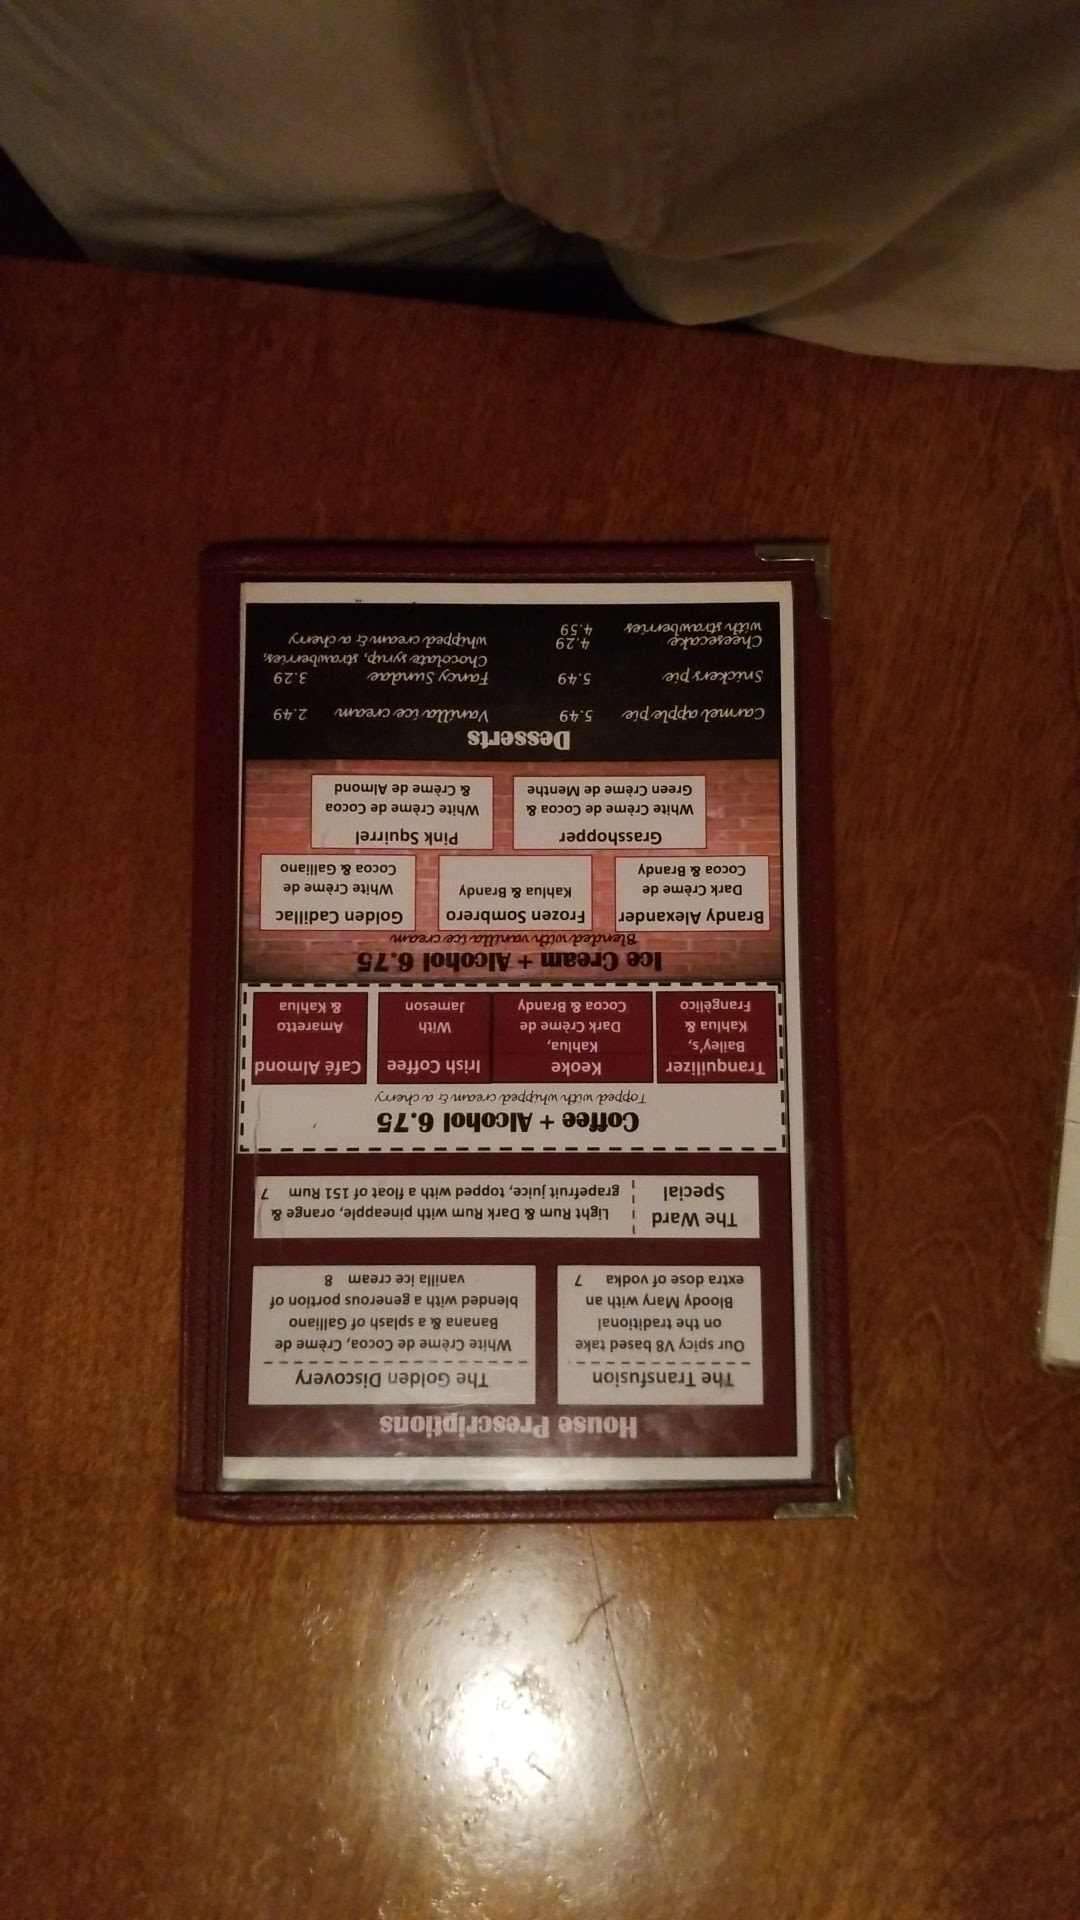 House Prescriptions
The Transfusion
Our spicy V8 based take
on the traditional
Bloody Mary with an
extra dose of vodka 7
The Golden Discovery
White Crème de Cocoa, Crème de
Banana & a splash of Galliano
blended with a generous portion of
vanilla ice cream 8
The Ward
Special
Light Rum & Dark Rum with pineapple, orange &
grapefruit juice, topped with a float of 151 Rum 7
Coffee + Alcohol 6.75
Topped with whipped cream & a cherry
Tranquilizer
Bailey's,
Kahlua &
Frangèlico
Keoke
Kahlua,
Dark Crème de
Cocoa & Brandy
Irish Coffee
With
Jameson
Café Almond
Amaretto
& Kahlua
Ice Cream + Alcohol 6.75
Blended with vanilla ice cream
Brandy Alexander
Dark Crème de
Cocoa & Brandy
Frozen Sombrero
Kahlua & Brandy
Golden Cadillac
White Crème de
Cocoa & Galliano
Grasshopper
White Crème de Cocoa &
Green Crème de Menthe
Pink Squirrel
White Crème de Cocoa
& Crème de Almond
Desserts
Carmel apple pie 5.49
Snickers pie 5.49
Cheesecake 4.29
with strawberries 4.59
Vanilla ice cream 2.49
Fancy Sundae 3.29
Chocolate syrup, strawberries,
whipped cream & a cherry